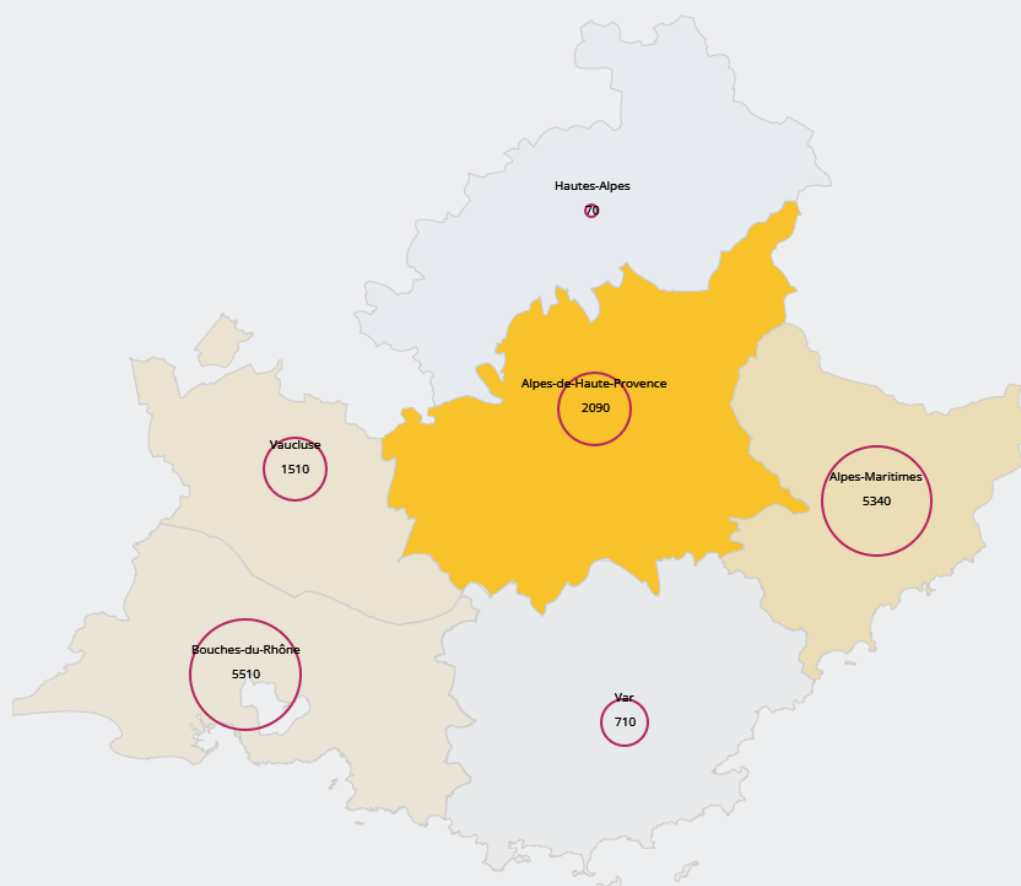 Hautes-Alpes
70
Alpes-de-Haute-Provence
2090
Vaucluse
1510
Alpes-Maritimes
5340
Bouches-du-Rhône
5510
Var
710